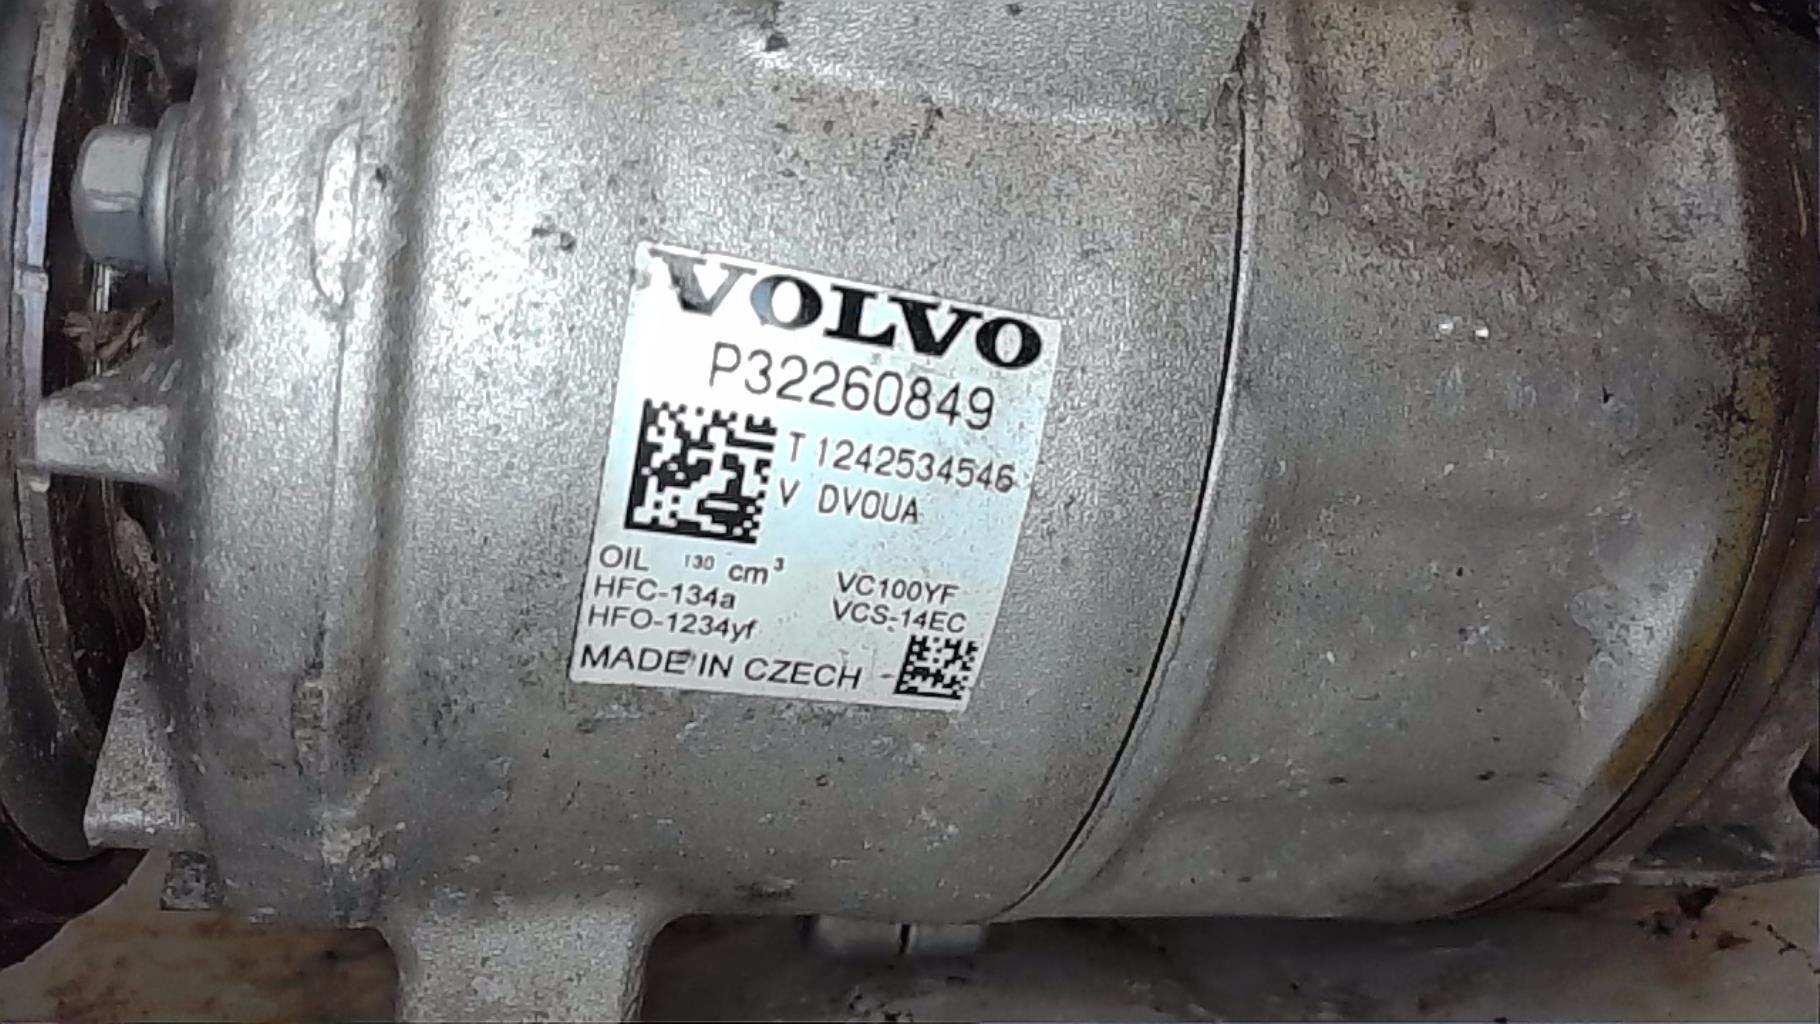 VOLVO
P32260849
T 1242534546
V DV0UA
OIL 130 cm³
HFC-134a VC100YF
HFO-1234yf VCS-14EC
MADE IN CZECH